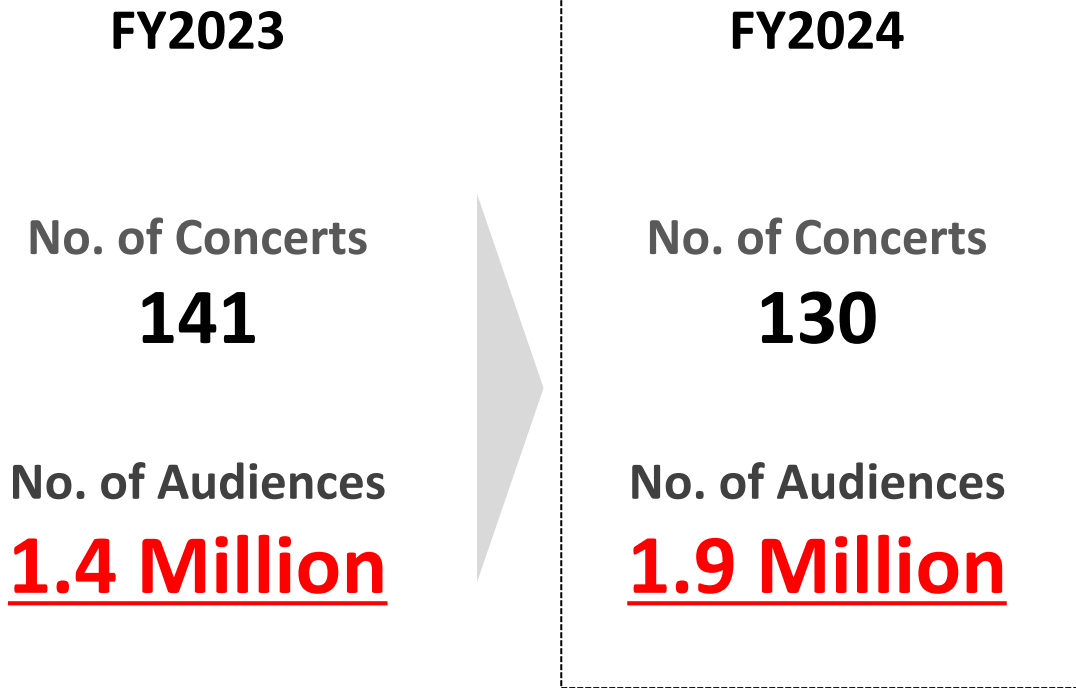 FY2023
No. of Concerts
141
No. of Audiences
1.4 Million
FY2024
No. of Concerts
130
No. of Audiences
1.9 Million